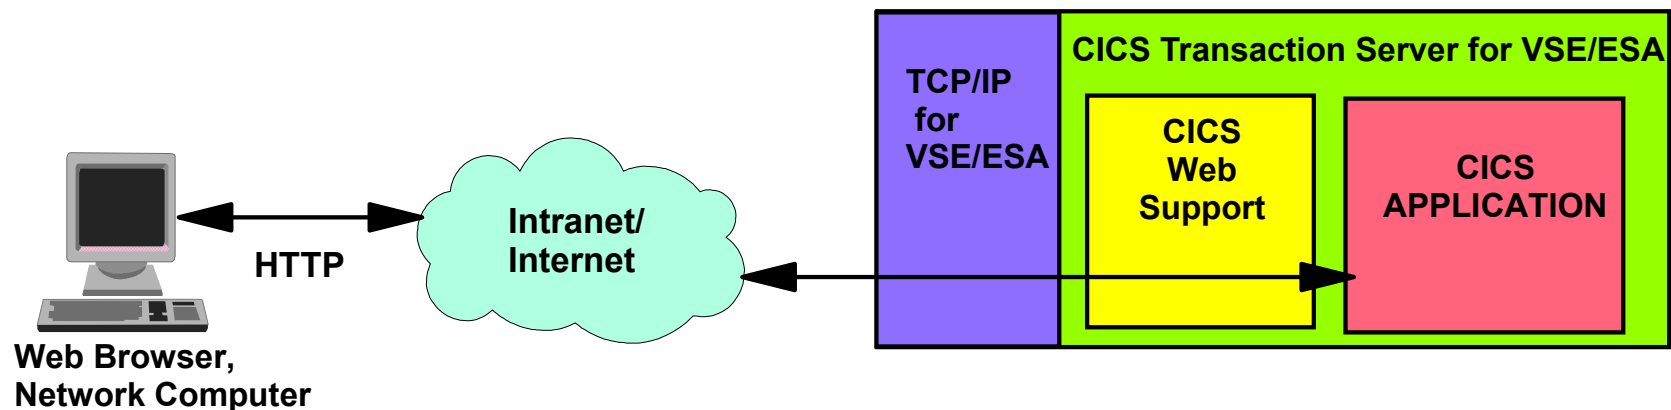 CICS Transaction Server for VSE/ESA
TCP/IP
for
VSE/ESA
CICS
Web
Support
CICS
APPLICATION
Intranet/
Internet
HTTP
Web Browser,
Network Computer